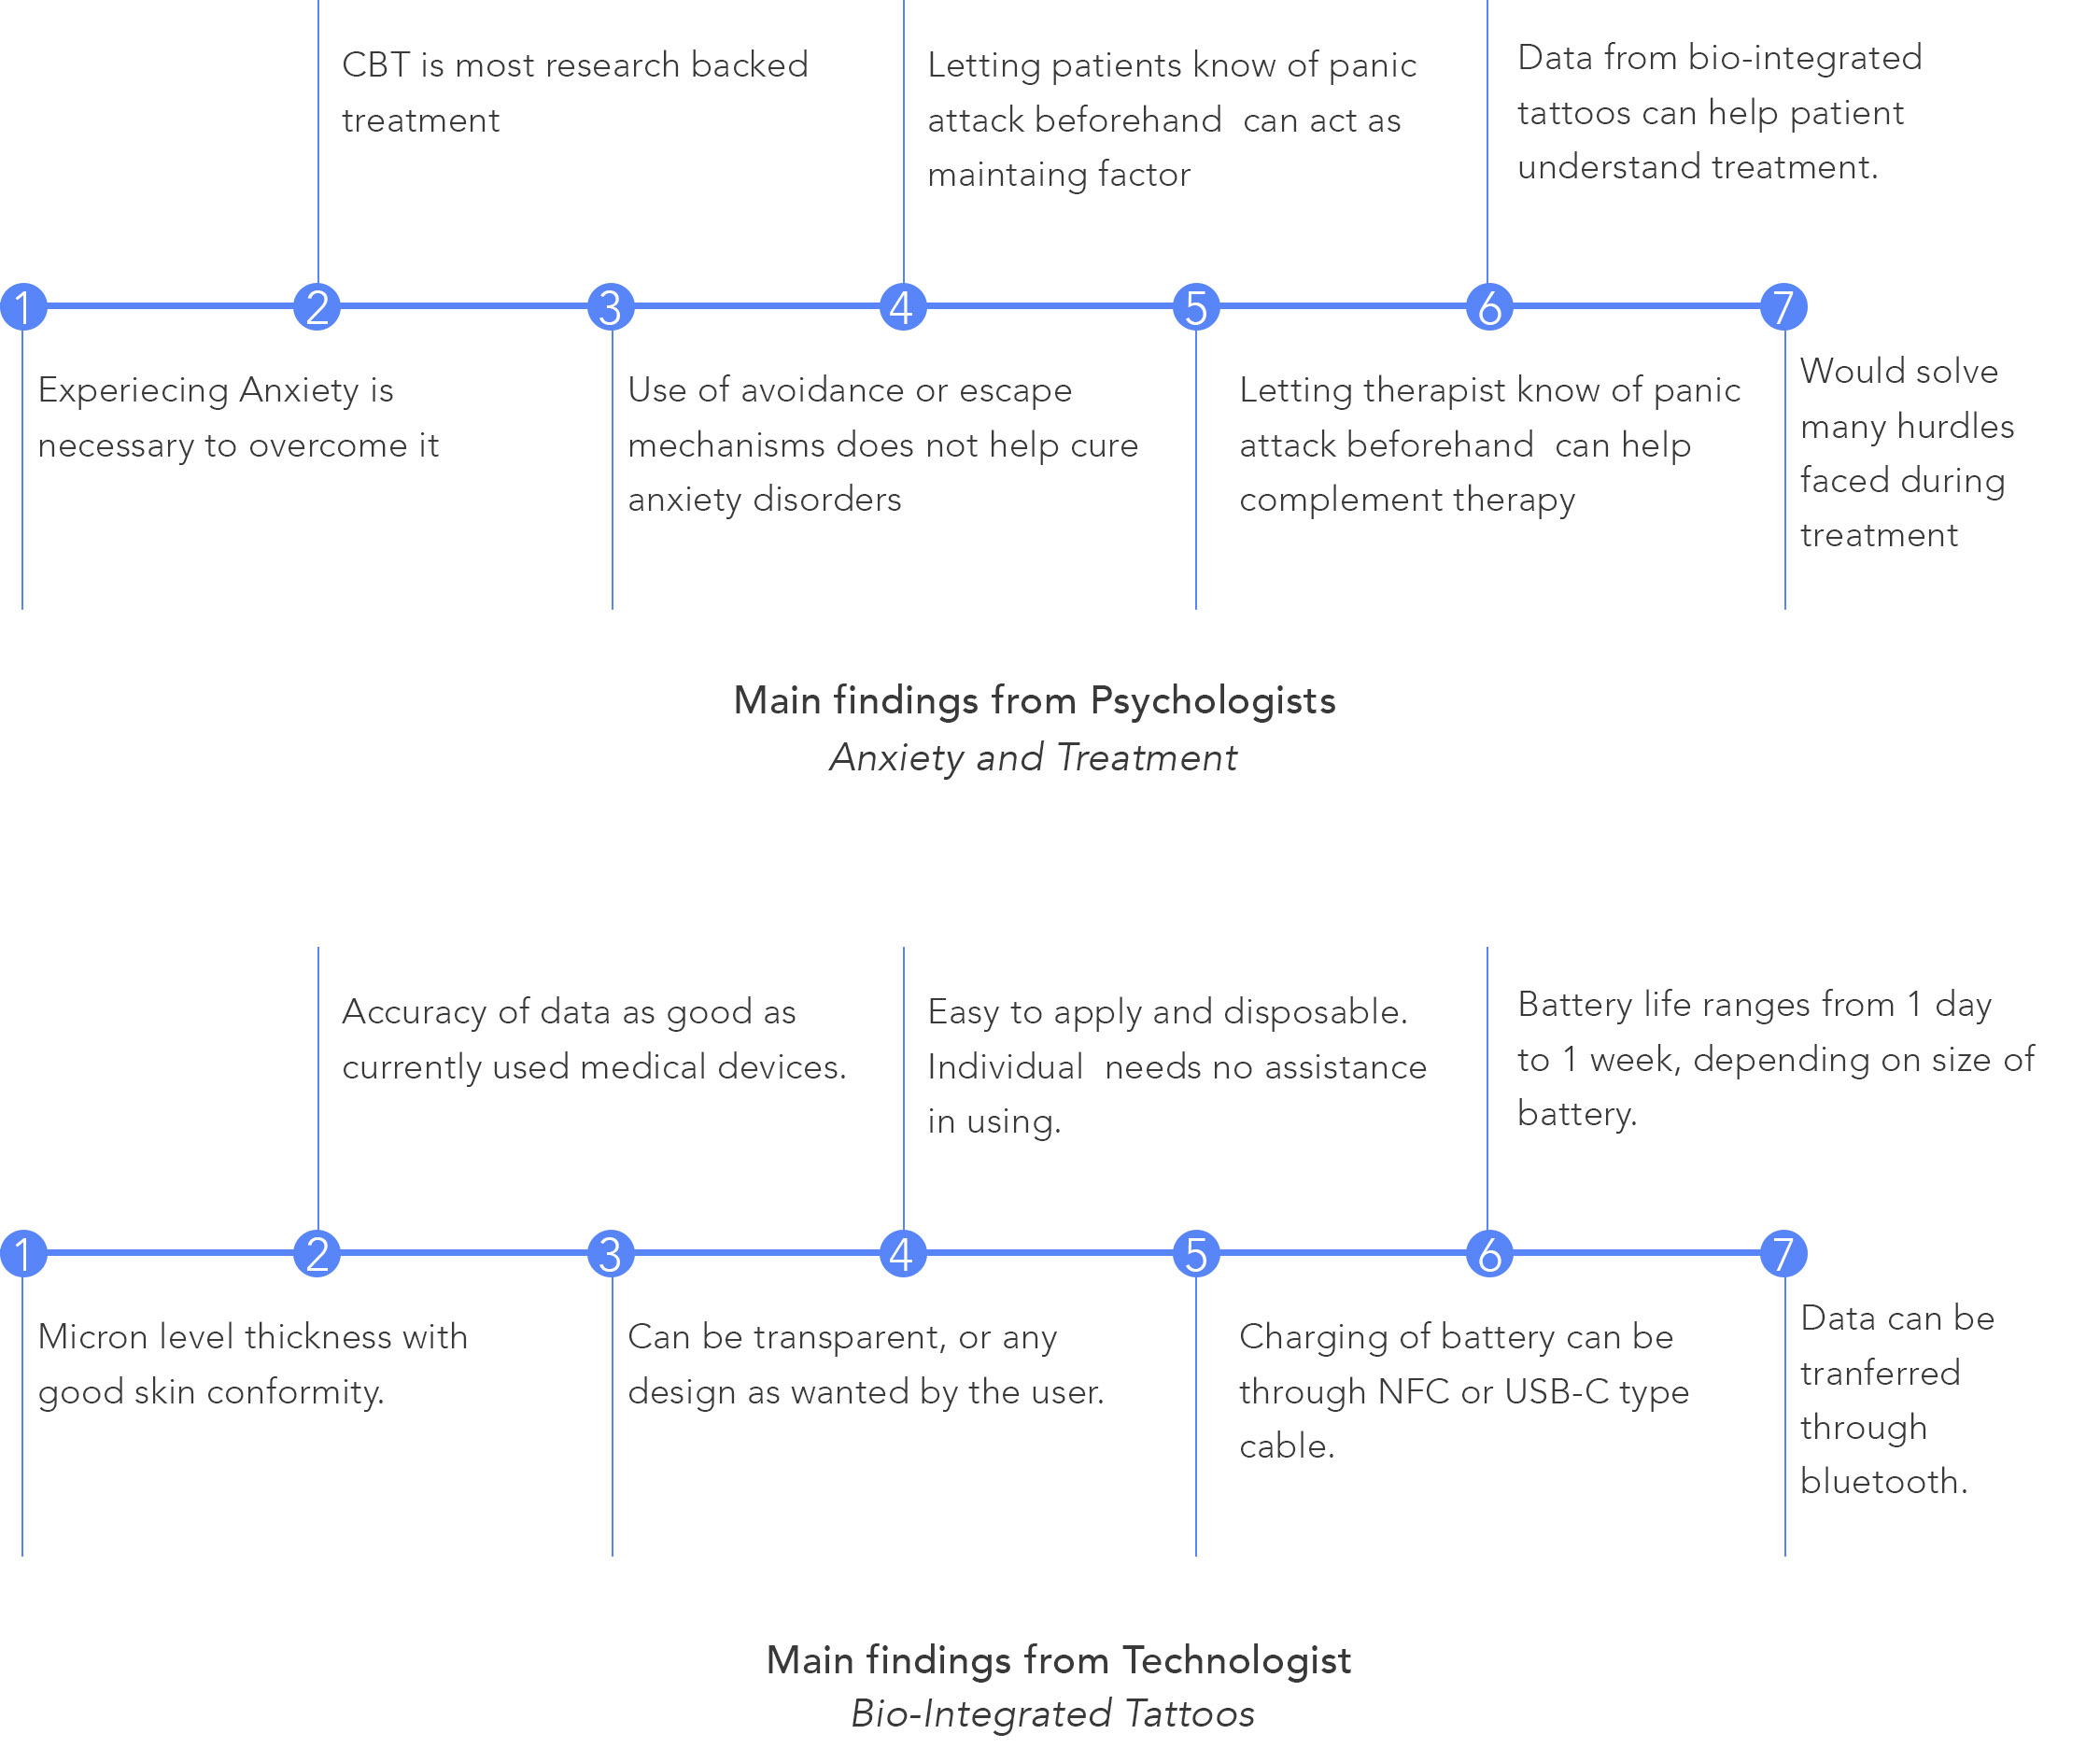 CBT is most research backed
treatment
Letting patients know of panic
attack beforehand  can act as
maintaing factor
Data from bio-integrated
tattoos can help patient
understand treatment.
1
2
3
4
5
6
7
Experiecing Anxiety is
necessary to overcome it
Use of avoidance or escape
mechanisms does not help cure
anxiety disorders
Letting therapist know of panic
attack beforehand  can help
complement therapy
Would solve
many hurdles
faced during
treatment
Main findings from Psychologists
Anxiety and Treatment
Accuracy of data as good as
currently used medical devices.
Easy to apply and disposable.
Individual  needs no assistance
in using.
Battery life ranges from 1 day
to 1 week, depending on size of
battery.
1
2
3
4
5
6
7
Micron level thickness with
good skin conformity.
Can be transparent, or any
design as wanted by the user.
Charging of battery can be
through NFC or USB-C type
cable.
Data can be
tranferred
through
bluetooth.
Main findings from Technologist
Bio-Integrated Tattoos